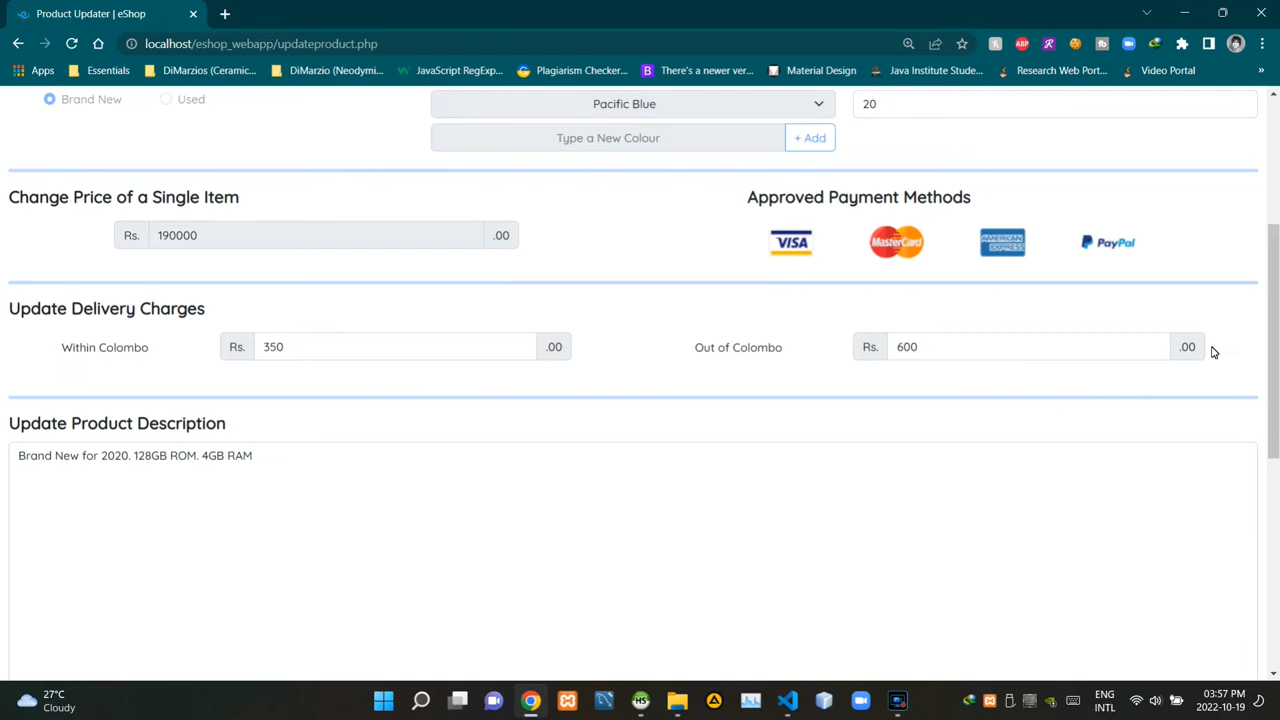 Product Updater | eShop
localhost/eshop_webapp/updateproduct.php
Apps
Essentials
DiMarzios (Ceramic...
DiMarzio (Neodymi...
JavaScript RegExp...
Plagiarism Checker...
There's a newer ver...
Material Design
Java Institute Stude...
Research Web Port...
Video Portal
»
Brand New
Used
Pacific Blue
20
Type a New Colour
+ Add
Change Price of a Single Item
Approved Payment Methods
Rs. 190000 .00
VISA
MasterCard
AMERICAN EXPRESS
PayPal
Update Delivery Charges
Within Colombo
Rs. 350 .00
Out of Colombo
Rs. 600 .00
Update Product Description
Brand New for 2020. 128GB ROM. 4GB RAM
27°C
Cloudy
ENG
INTL
03:57 PM
2022-10-19